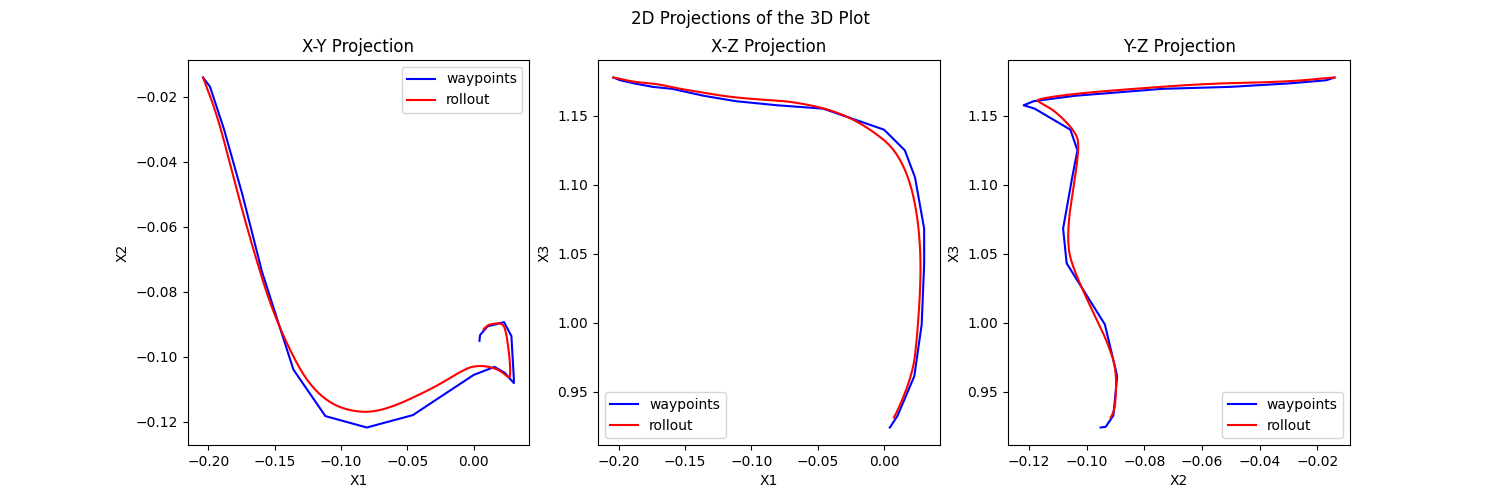 2D Projections of the 3D Plot
X-Y Projection
waypoints
rollout
−0.02
−0.04
−0.06
−0.08
−0.10
−0.12
X2
−0.20
−0.15
−0.10
−0.05
0.00
X1
X-Z Projection
waypoints
rollout
1.15
1.10
1.05
1.00
0.95
X3
−0.20
−0.15
−0.10
−0.05
0.00
X1
Y-Z Projection
waypoints
rollout
1.15
1.10
1.05
1.00
0.95
X3
−0.12
−0.10
−0.08
−0.06
−0.04
−0.02
X2